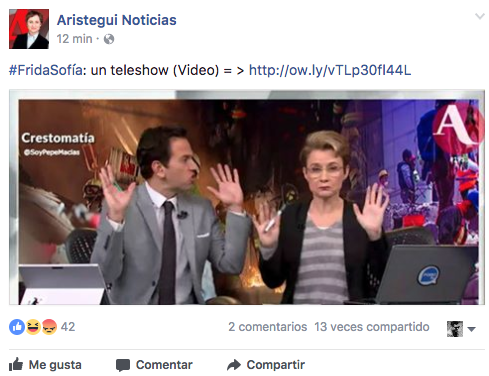 Aristegui Noticias
12 min ·
#FridaSofía: un teleshow (Video) = > http://ow.ly/vTLp30fI44L
Crestomatía
@SoyPepeMacias
A
42
2 comentarios 13 veces compartido
Me gusta Comentar Compartir